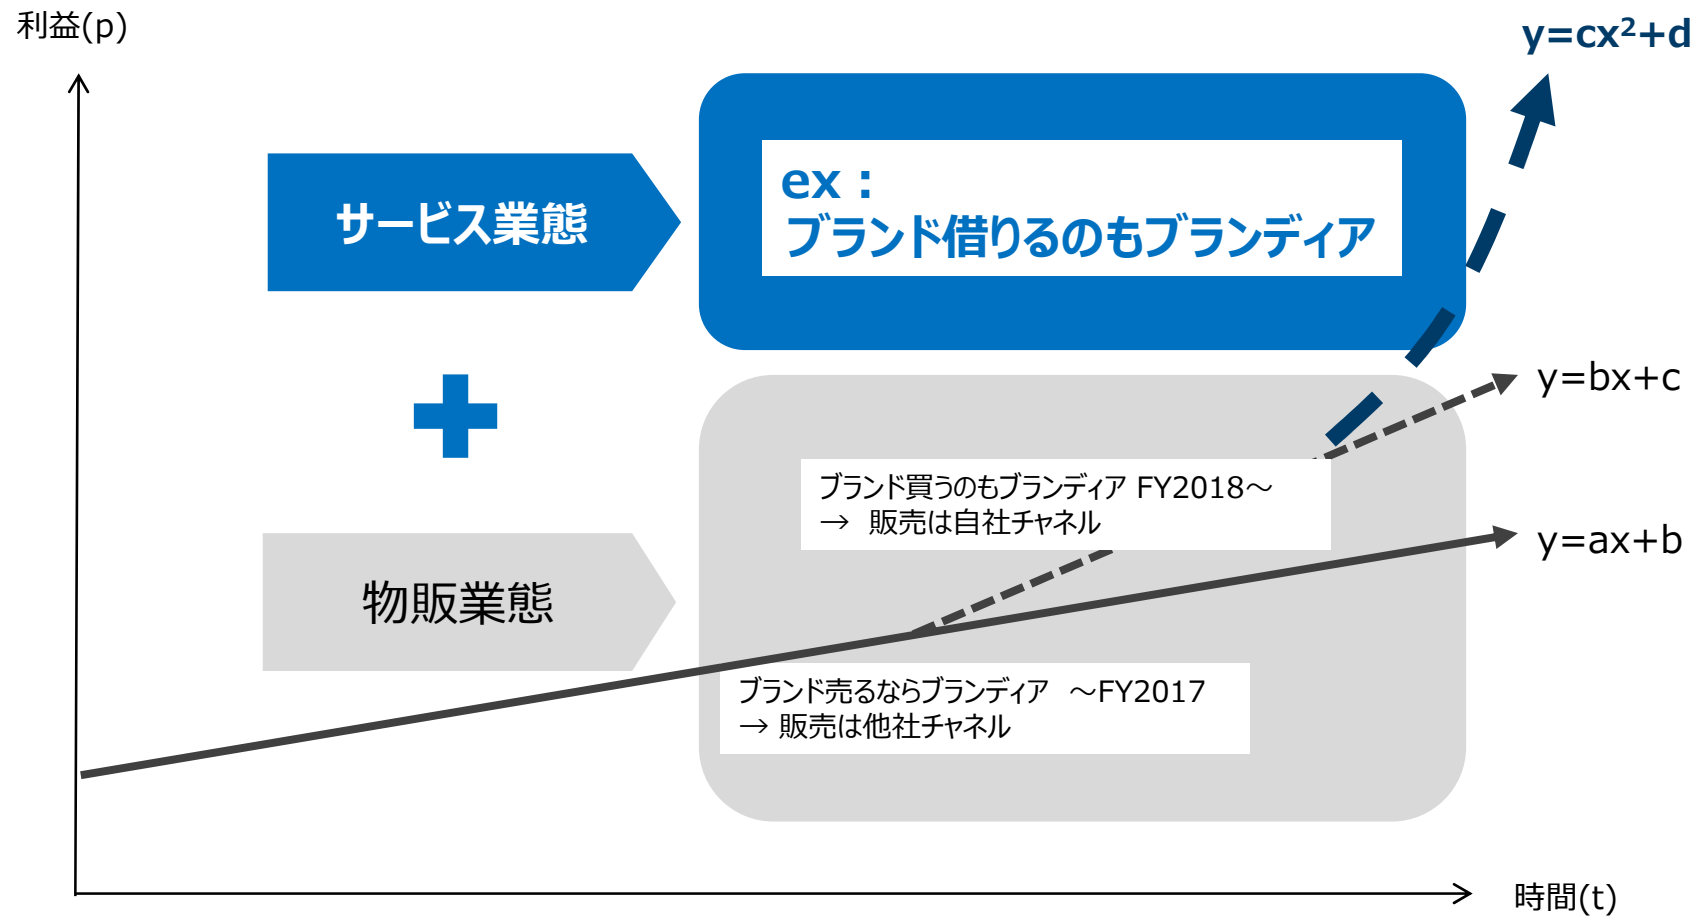 利益(p)
y=cx²+d
サービス業態
ex：
ブランド借りるのもブランディア
y=bx+c
ブランド買うのもブランディア FY2018～
→ 販売は自社チャネル
y=ax+b
物販業態
ブランド売るならブランディア ～FY2017
→ 販売は他社チャネル
時間(t)